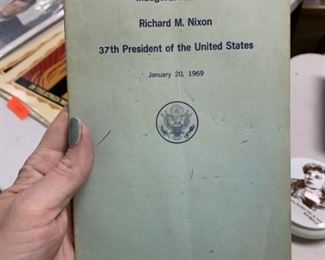 Richard M. Nixon
37th President of the United States
January 20, 1969